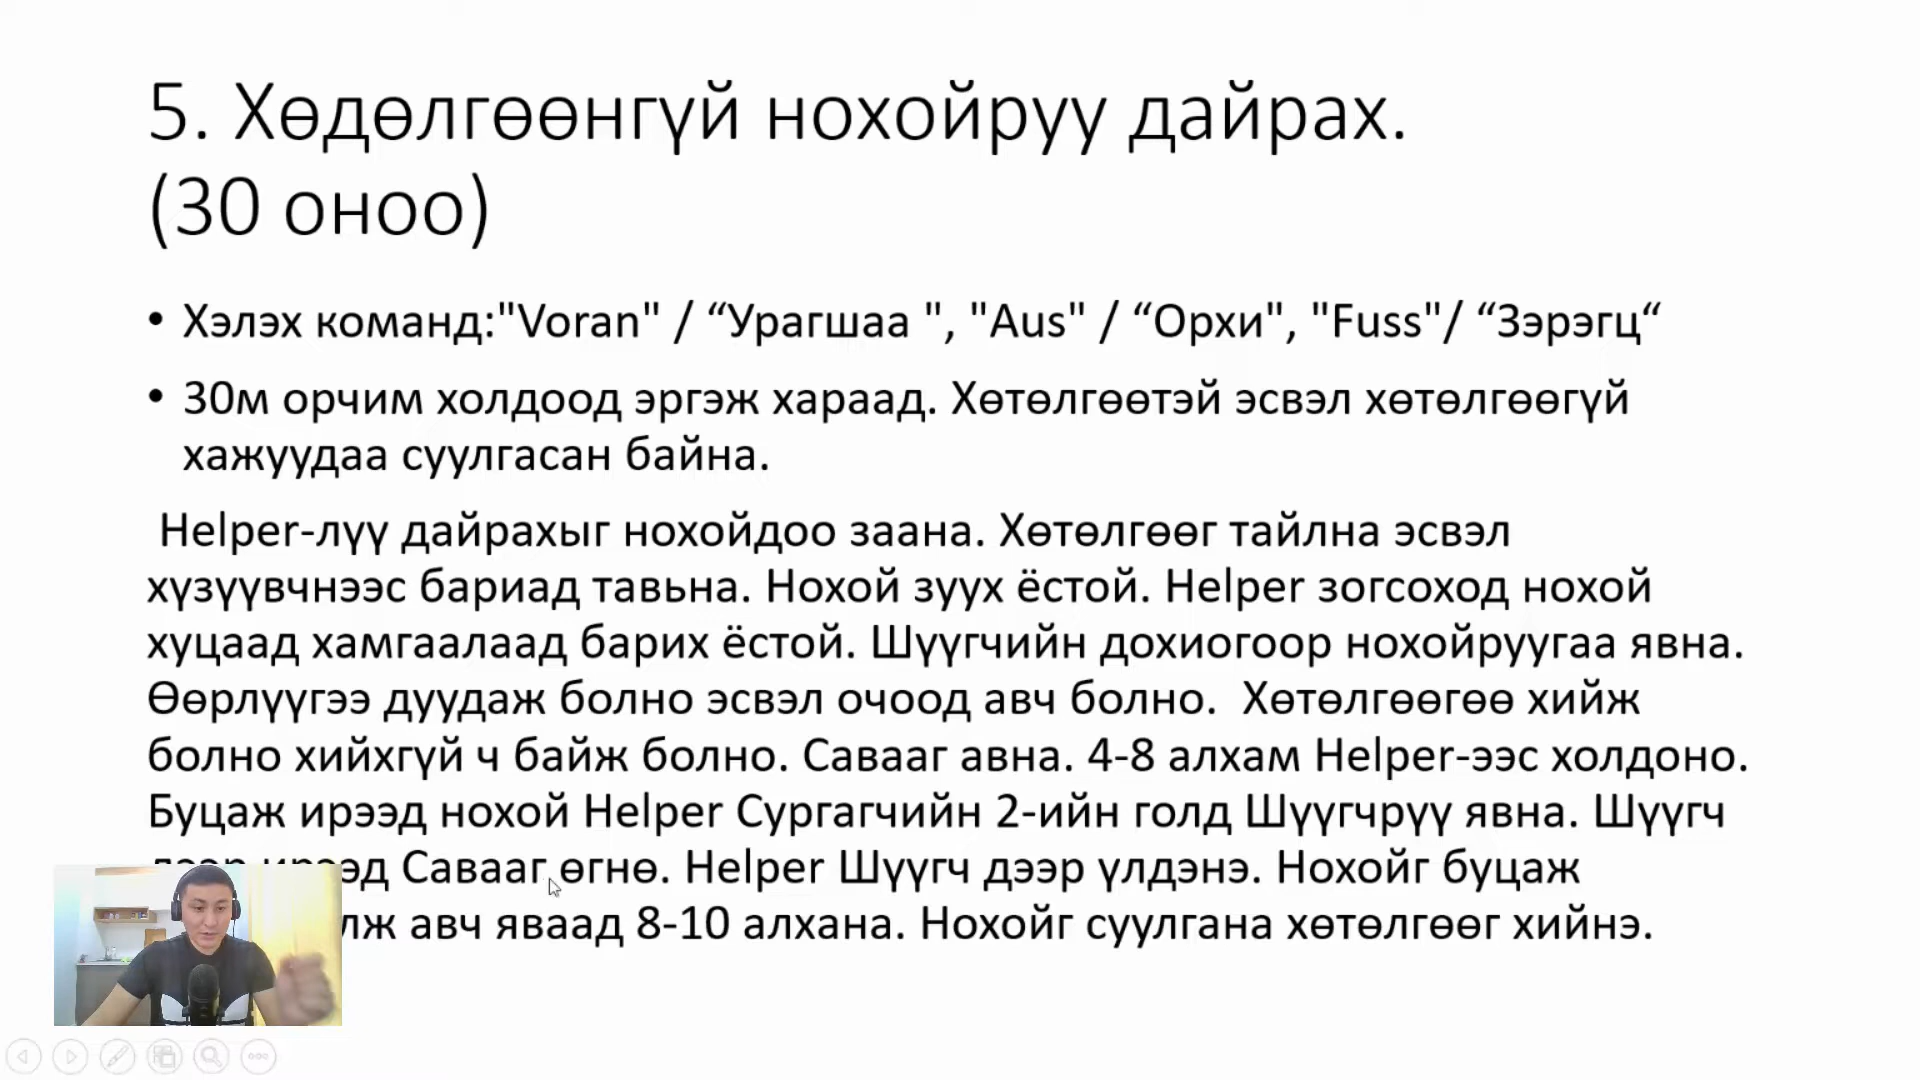 5. Хөдөлгөөнгүй нохойруу дайрах.
(30 оноо)
• Хэлэх команд:"Voran" / “Урагшаа ", "Aus" / “Орхи", "Fuss"/ “Зэрэгц“
• 30м орчим холдоод эргэж хараад. Хөтөлгөөтэй эсвэл хөтөлгөөгүй
хажуудаа суулгасан байна.
Helper-лүү дайрахыг нохойдоо заана. Хөтөлгөөг тайлна эсвэл
хүзүүвчнээс бариад тавьна. Нохой зуух ёстой. Helper зогсоход нохой
хуцаад хамгаалаад барих ёстой. Шүүгчийн дохиогоор нохойруугаа явна.
Өөрлүүгээ дуудаж болно эсвэл очоод авч болно. Хөтөлгөөгөө хийж
болно хийхгүй ч байж болно. Савааг авна. 4-8 алхам Helper-ээс холдоно.
Буцаж ирээд нохой Helper Сургагчийн 2-ийн голд Шүүгчрүү явна. Шүүгч
Савааг өгнө. Helper Шүүгч дээр үлдэнэ. Нохойг буцаж
авч яваад 8-10 алхана. Нохойг суулгана хөтөлгөөг хийнэ.